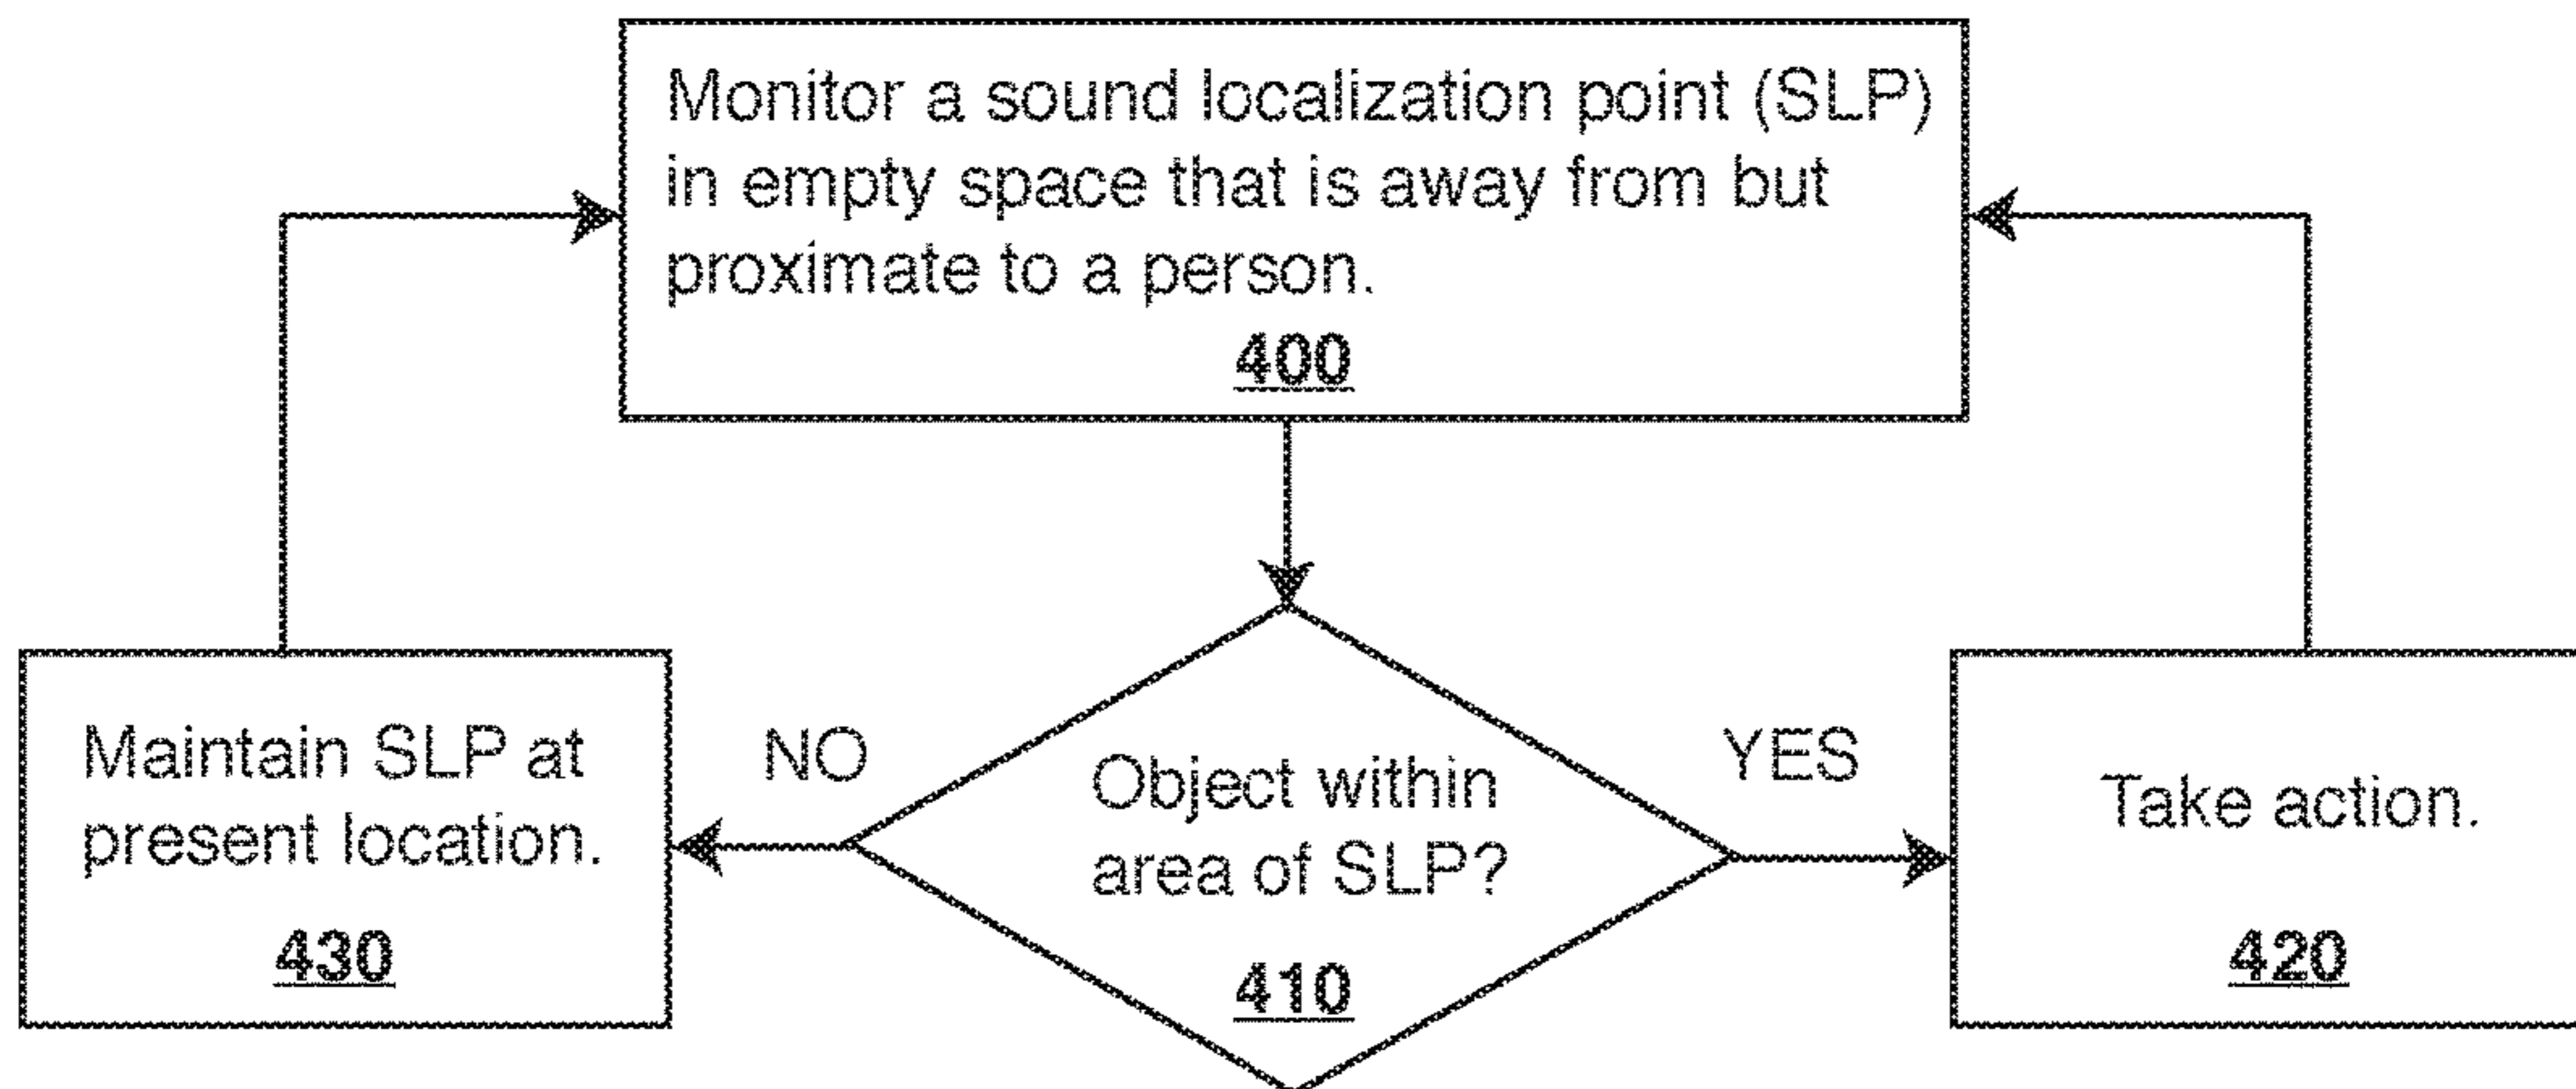 Monitor a sound localization point (SLP)
in empty space that is away from but
proximate to a person.
400
Maintain SLP at
present location.
430
NO
Object within
area of SLP?
410
YES
Take action.
420